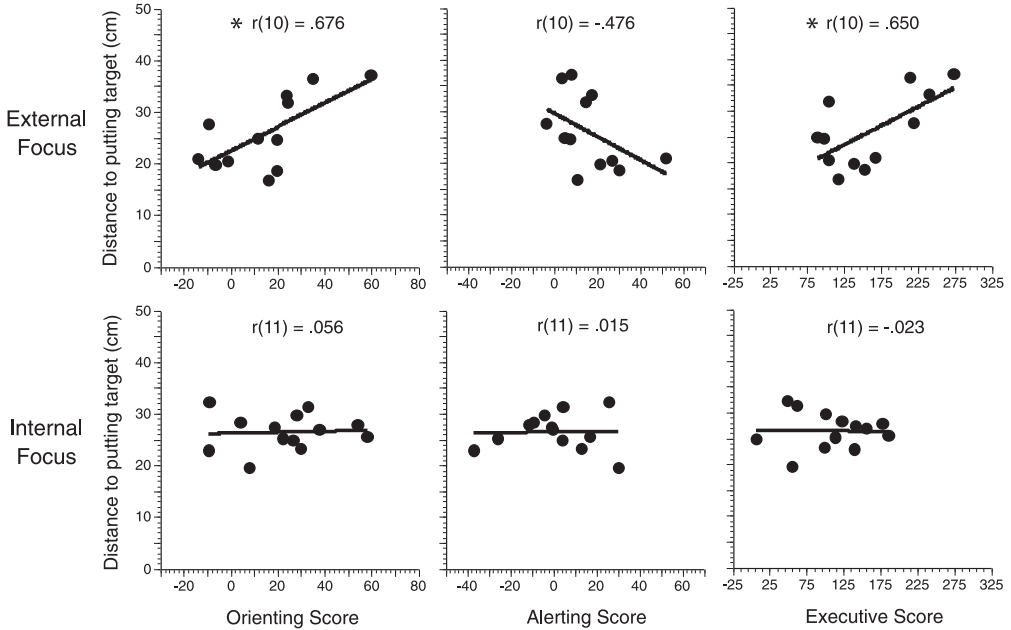 * r(10) = .676
r(10) = -.476
* r(10) = .650
External
Focus
Distance to putting target (cm)
50
40
30
20
10
0
-20 0 20 40 60 80
-40 -20 0 20 40 60
-25 25 75 125 175 225 275 325
r(11) = .056
r(11) = .015
r(11) = -.023
Internal
Focus
Distance to putting target (cm)
50
40
30
20
10
0
-20 0 20 40 60 80
-40 -20 0 20 40 60
-25 25 75 125 175 225 275 325
Orienting Score
Alerting Score
Executive Score